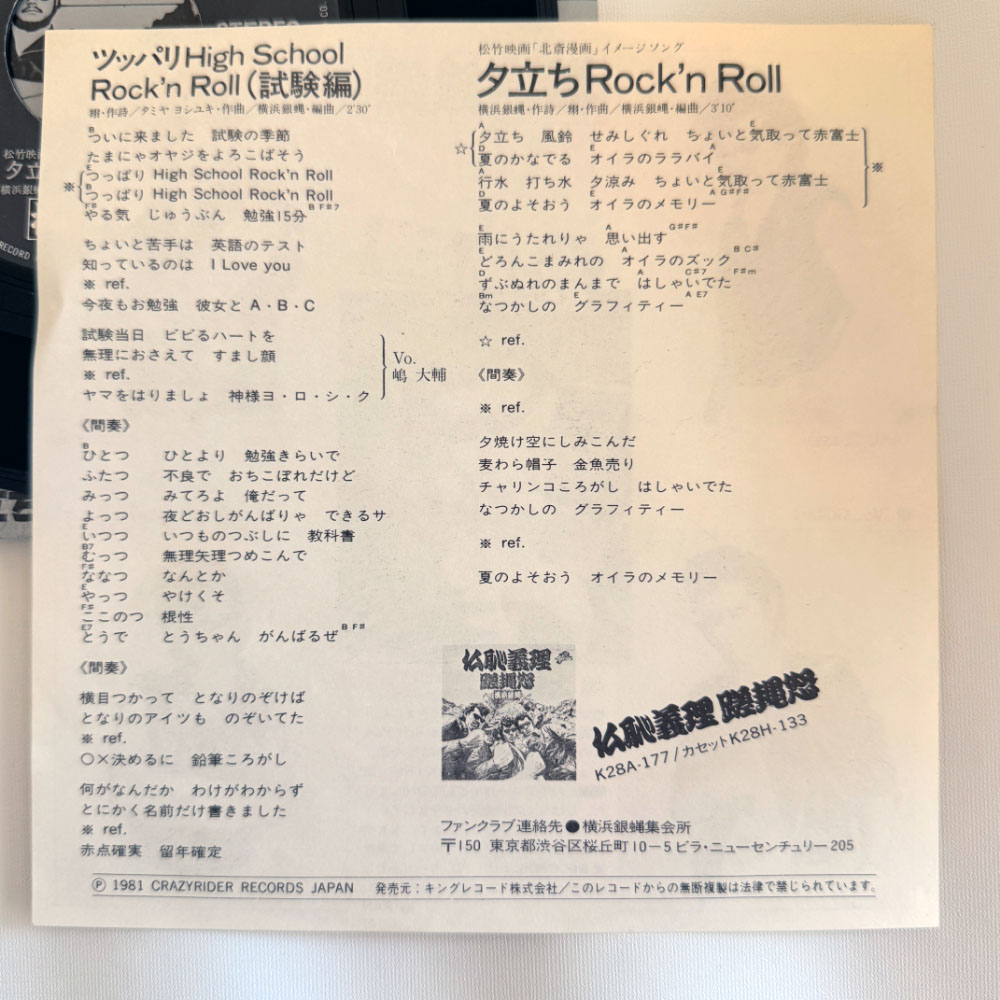 ツッパリHigh School
Rock'n Roll(試験編)
翔・作詩／タミヤ ヨシユキ・作曲／横浜銀蝿・編曲／2'30"
B
ついに来ました 試験の季節
たまにゃオヤジをよろこばそう
E
つっぱり High School Rock'n Roll
※
B
つっぱり High School Rock'n Roll
F# B F#7
やる気 じゅうぶん 勉強15分
ちょいと苦手は 英語のテスト
知っているのは I Love you
※ ref.
今夜もお勉強 彼女と A・B・C
試験当日 ビビるハートを
無理におさえて すまし顔
※ ref.
ヤマをはりましょ 神様ヨ・ロ・シ・ク
Vo.
嶋 大輔
《間奏》
B
ひとつ ひとより 勉強きらいで
ふたつ 不良で おちこぼれだけど
みっつ みてろよ 俺だって
よっつ 夜どおしがんばりゃ できるサ
E
いつつ いつものつぶしに 教科書
B7
むっつ 無理矢理つめこんで
F#
ななつ なんとか
E
やっつ やけくそ
F#
ここのつ 根性
E7 B F#
とうで とうちゃん がんばるぜ
《間奏》
横目つかって となりのぞけば
となりのアイツも のぞいてた
※ ref.
○×決めるに 鉛筆ころがし
何がなんだか わけがわからず
とにかく名前だけ書きました
※ ref.
赤点確実 留年確定
松竹映画「北斎漫画」イメージソング
夕立ちRock'n Roll
横浜銀蝿・作詩／翔・作曲／横浜銀蝿・編曲／3'10"
A E
☆ 夕立ち 風鈴 せみしぐれ ちょいと気取って赤富士
D E A
夏のかなでる オイラのララバイ
※
A E
行水 打ち水 夕涼み ちょいと気取って赤富士
D E A G#F#
夏のよそおう オイラのメモリー
E A G#F#
雨にうたれりゃ 思い出す
E A B C#
どろんこまみれの オイラのズック
D A C#7 F#m
ずぶぬれのまんまで はしゃいでた
Bm E A E7
なつかしの グラフィティー
☆ ref.
《間奏》
※ ref.
夕焼け空にしみこんだ
麦わら帽子 金魚売り
チャリンコころがし はしゃいでた
なつかしの グラフィティー
※ ref.
夏のよそおう オイラのメモリー
仏恥義理
蹉蠅怒
仏恥義理 蹉蠅怒
K28A-177／カセットK28H-133
ファンクラブ連絡先●横浜銀蝿集会所
〒150 東京都渋谷区桜丘町10−5ビラ・ニューセンチュリー205
Ⓟ 1981 CRAZYRIDER RECORDS JAPAN 発売元：キングレコード株式会社／このレコードからの無断複製は法律で禁じられています。